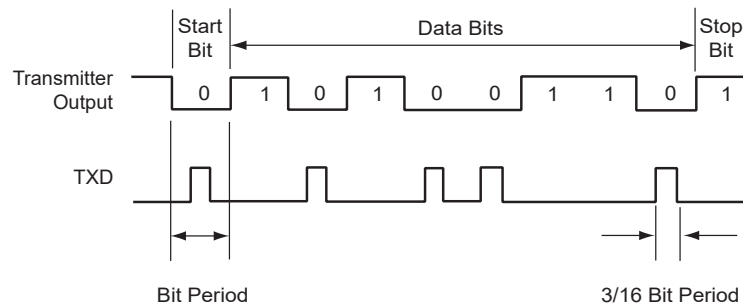 Start
Bit
Data Bits
Stop
Bit
Transmitter
Output
0 1 0 1 0 0 1 1 0 1
TXD
Bit Period
3/16 Bit Period